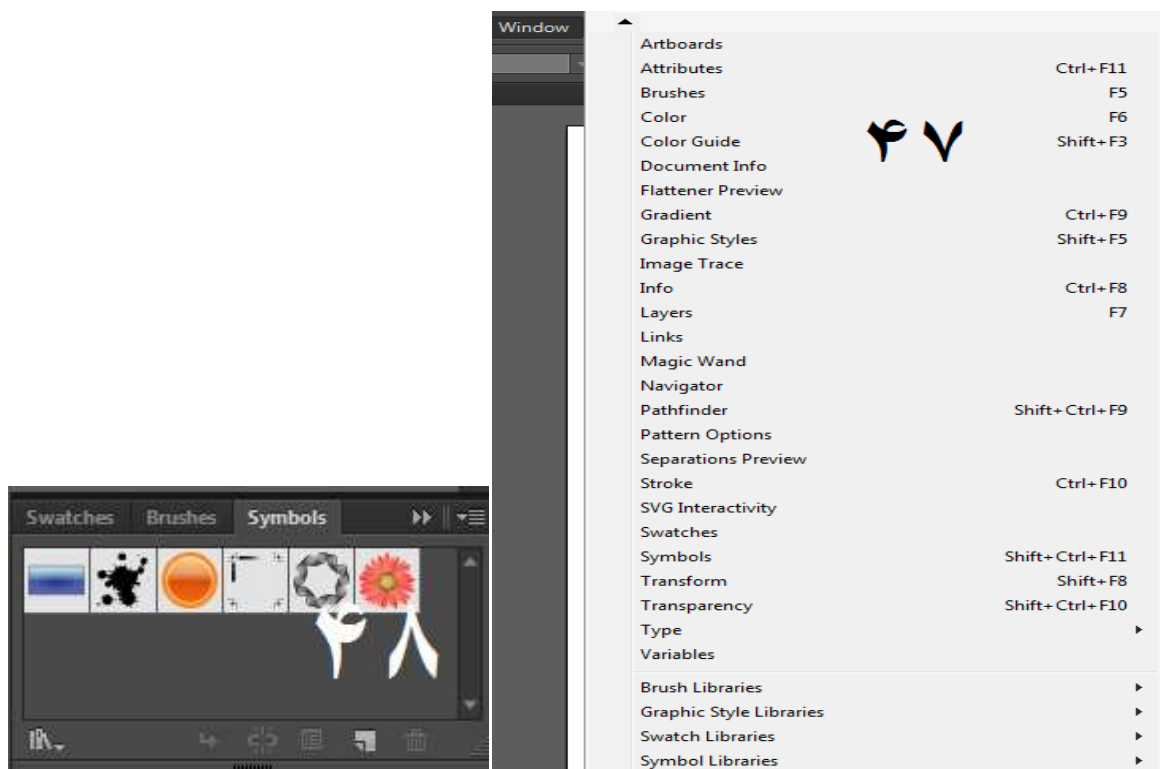 Window
Artboards
Attributes Ctrl+F11
Brushes F5
Color F6
۴۷
Color Guide Shift+F3
Document Info
Flattener Preview
Gradient Ctrl+F9
Graphic Styles Shift+F5
Image Trace
Info Ctrl+F8
Layers F7
Links
Magic Wand
Navigator
Pathfinder Shift+Ctrl+F9
Pattern Options
Separations Preview
Stroke Ctrl+F10
SVG Interactivity
Swatches
Symbols Shift+Ctrl+F11
Transform Shift+F8
Transparency Shift+Ctrl+F10
Type
Variables
Brush Libraries
Graphic Style Libraries
Swatch Libraries
Symbol Libraries
Swatches Brushes Symbols
۴۸